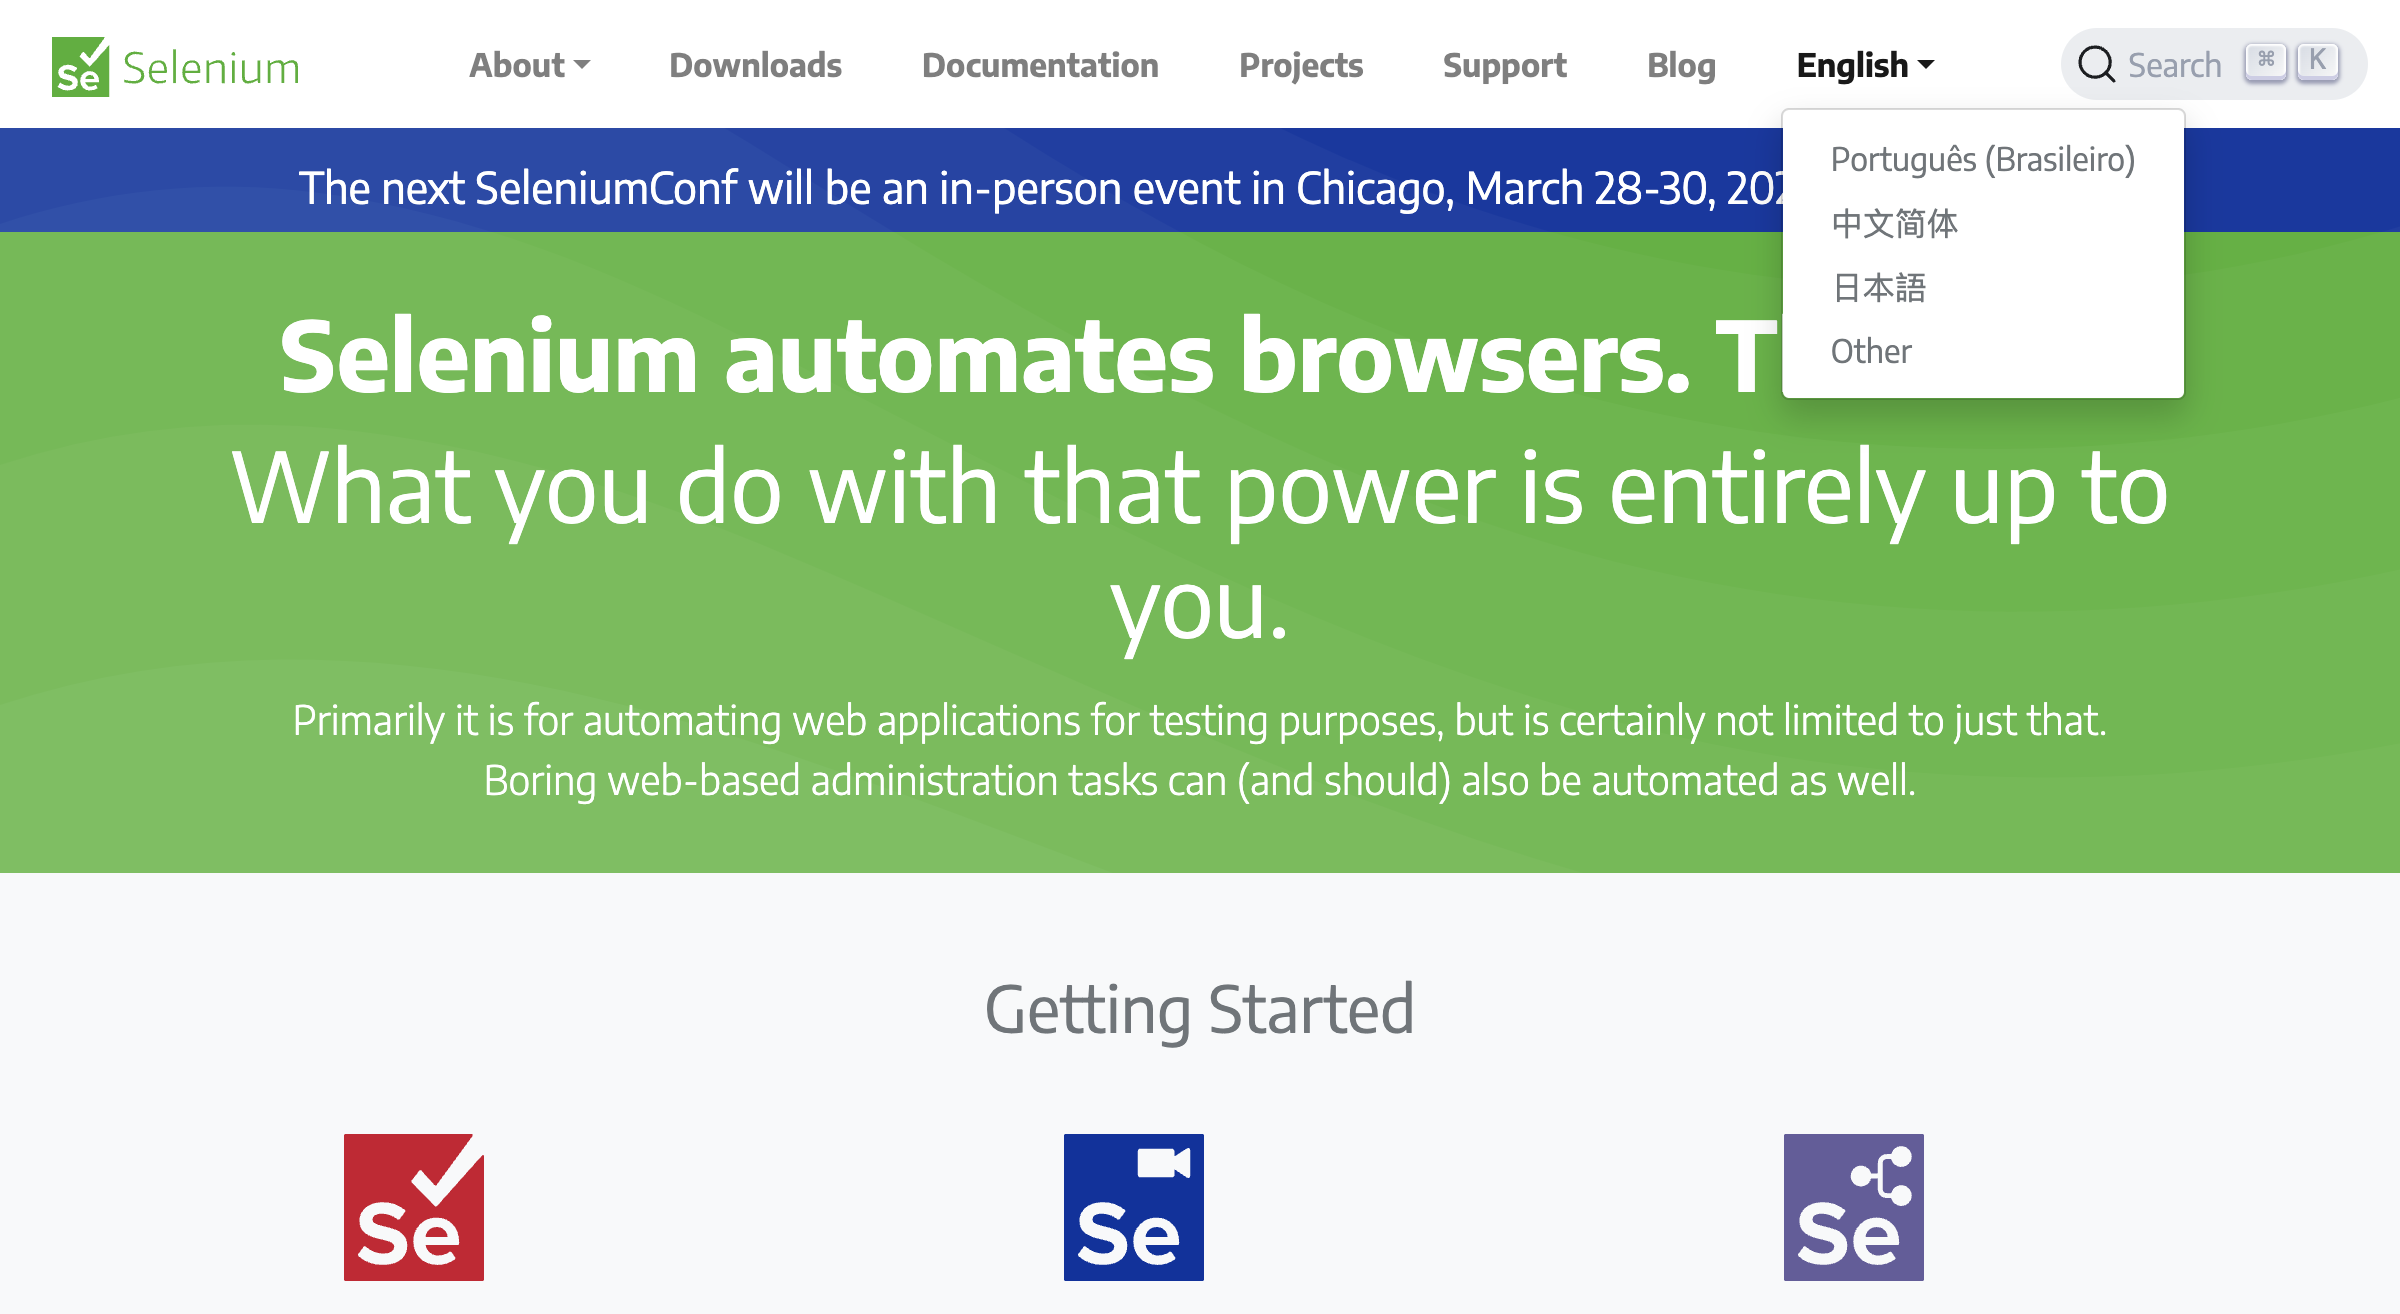 Se Selenium
About Downloads Documentation Projects Support Blog English Search ⌘ K
Português (Brasileiro)
中文简体
日本語
Other
The next SeleniumConf will be an in-person event in Chicago, March 28-30,
Selenium automates browsers.
What you do with that power is entirely up to
you.
Primarily it is for automating web applications for testing purposes, but is certainly not limited to just that.
Boring web-based administration tasks can (and should) also be automated as well.
Getting Started
Se
Se
Se